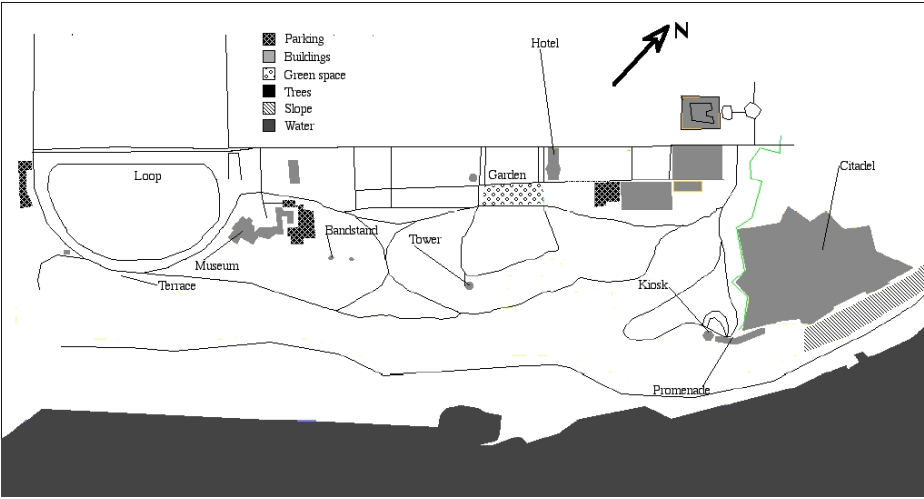 N
Parking
Buildings
Green space
Trees
Slope
Water
Hotel
Loop
Garden
Citadel
Bandstand
Tower
Museum
Terrace
Kiosk
Promenade